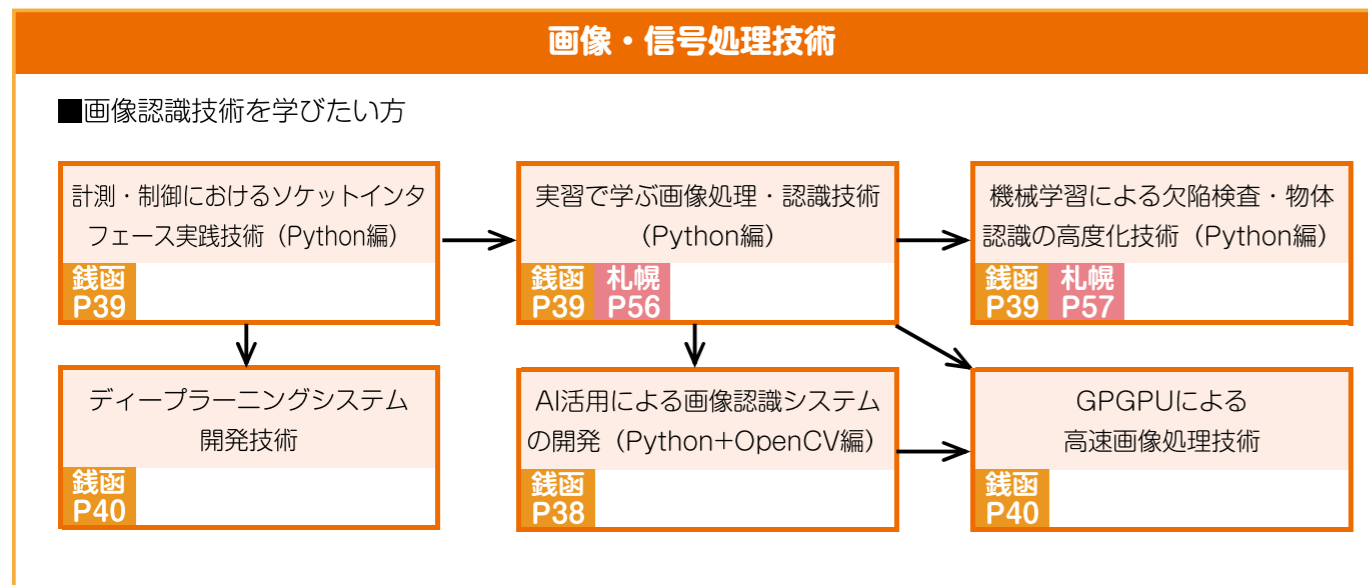 画像・信号処理技術
■画像認識技術を学びたい方
計測・制御におけるソケットインタ
フェース実践技術（Python編）
銭函
P39
実習で学ぶ画像処理・認識技術
（Python編）
銭函
P39
札幌
P56
機械学習による欠陥検査・物体
認識の高度化技術（Python編）
銭函
P39
札幌
P57
ディープラーニングシステム
開発技術
銭函
P40
AI活用による画像認識システム
の開発（Python+OpenCV編）
銭函
P38
GPGPUによる
高速画像処理技術
銭函
P40